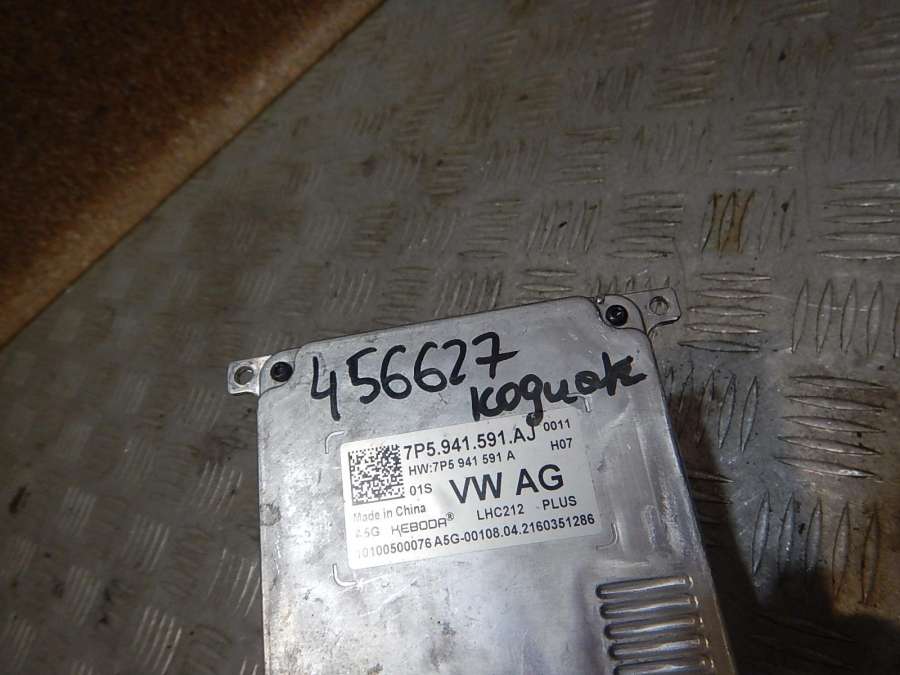 456627
кодиак
7P5.941.591.AJ 0011
HW:7P5 941 591 A H07
01S VW AG
Made in China LHC212 PLUS
A5G KEBODA®
10100500076 A5G-00108.04.2160351286